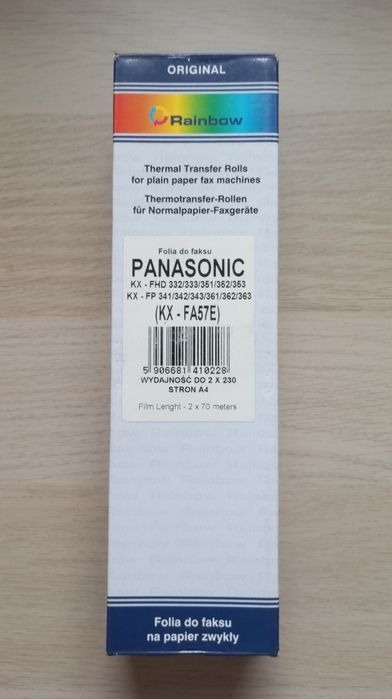 ORIGINAL
Rainbow
Thermal Transfer Rolls
for plain paper fax machines
Thermotransfer-Rollen
für Normalpapier-Faxgeräte
Folia do faksu
PANASONIC
KX - FHD 332/333/351/352/353
KX - FP 341/342/343/361/362/363
(KX - FA57E)
5 906681 410228
WYDAJNOŚĆ DO 2 X 230
STRON A4
Film Lenght - 2 x 70 meters
Folia do faksu
na papier zwykły